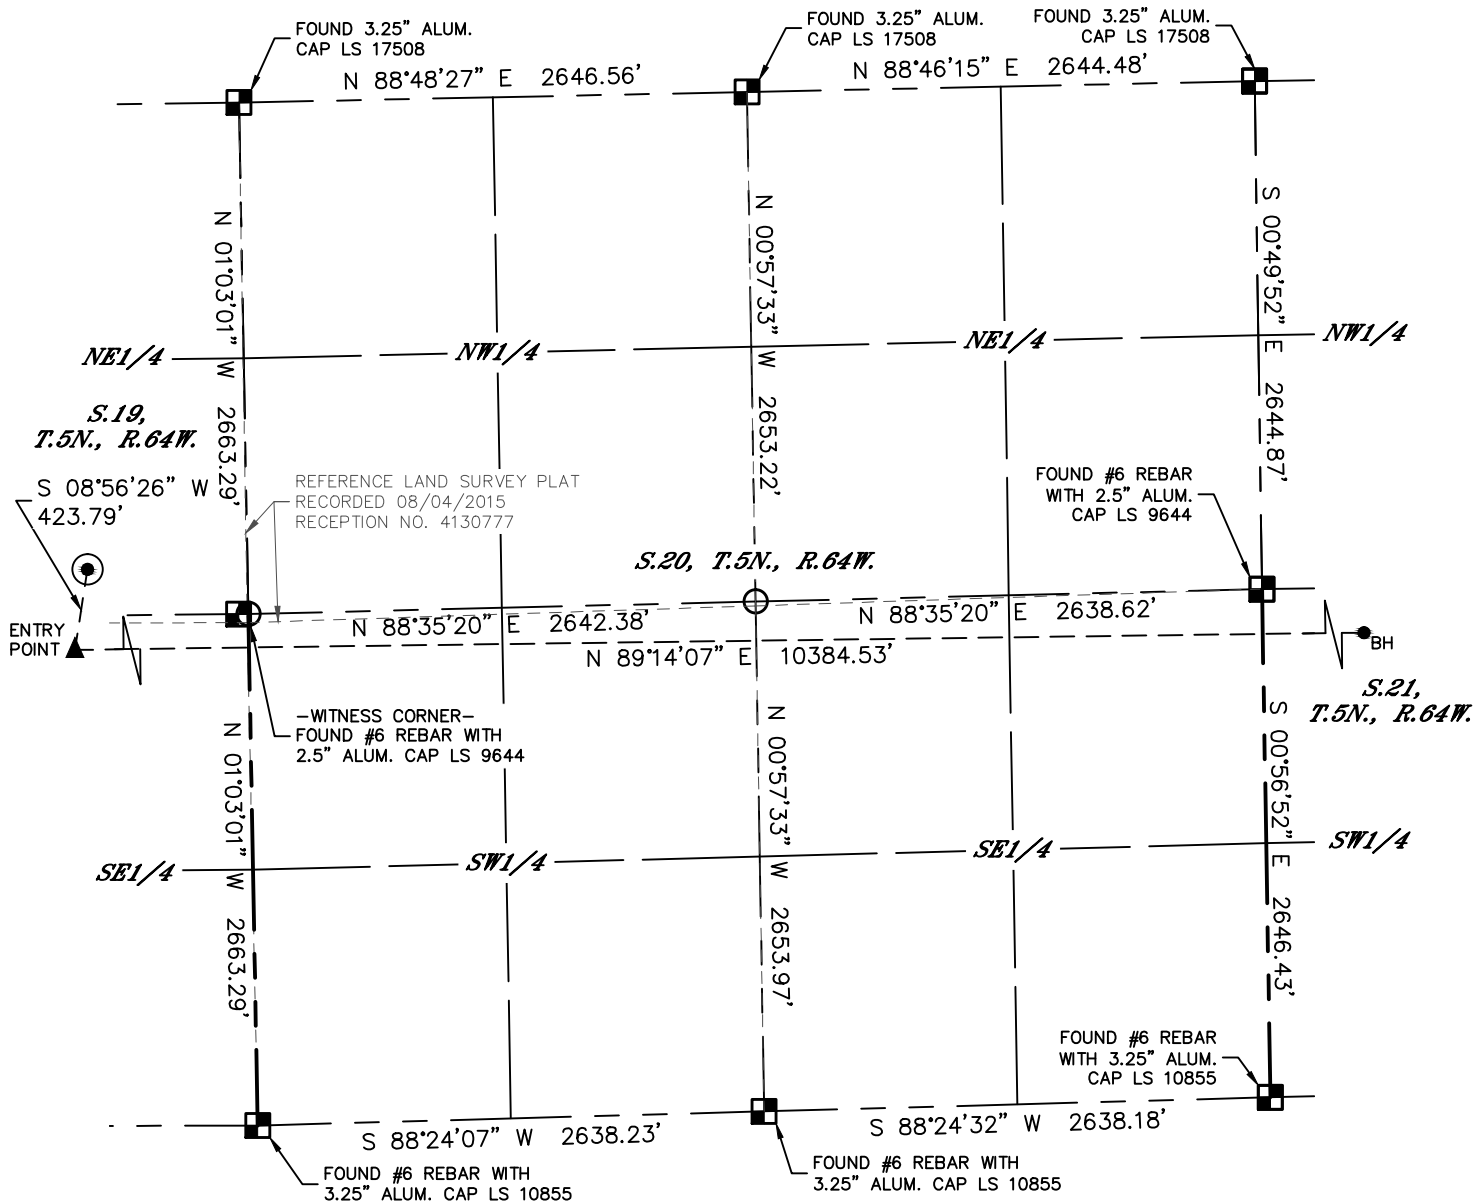 FOUND 3.25” ALUM.
CAP LS 17508
FOUND 3.25” ALUM.
CAP LS 17508
FOUND 3.25” ALUM.
CAP LS 17508
N 88°48’27” E 2646.56’
N 88°46’15” E 2644.48’
N 01°03’01” W 2663.29’
N 00°57’33” W 2653.22’
S 00°49’52” E 2644.87’
NE1/4
NW1/4
NE1/4
NW1/4
S.19,
T.5N., R.64W.
S 08°56’26” W
423.79’
REFERENCE LAND SURVEY PLAT
RECORDED 08/04/2015
RECEPTION NO. 4130777
FOUND #6 REBAR
WITH 2.5” ALUM.
CAP LS 9644
S.20, T.5N., R.64W.
ENTRY
POINT
N 88°35’20” E 2642.38’
N 88°35’20” E 2638.62’
N 89°14’07” E 10384.53’
BH
S.21,
T.5N., R.64W.
–WITNESS CORNER–
FOUND #6 REBAR WITH
2.5” ALUM. CAP LS 9644
N 01°03’01” W 2663.29’
N 00°57’33” W 2653.97’
S 00°56’52” E 2646.43’
SE1/4
SW1/4
SE1/4
SW1/4
FOUND #6 REBAR
WITH 3.25” ALUM.
CAP LS 10855
S 88°24’07” W 2638.23’
S 88°24’32” W 2638.18’
FOUND #6 REBAR WITH
3.25” ALUM. CAP LS 10855
FOUND #6 REBAR WITH
3.25” ALUM. CAP LS 10855